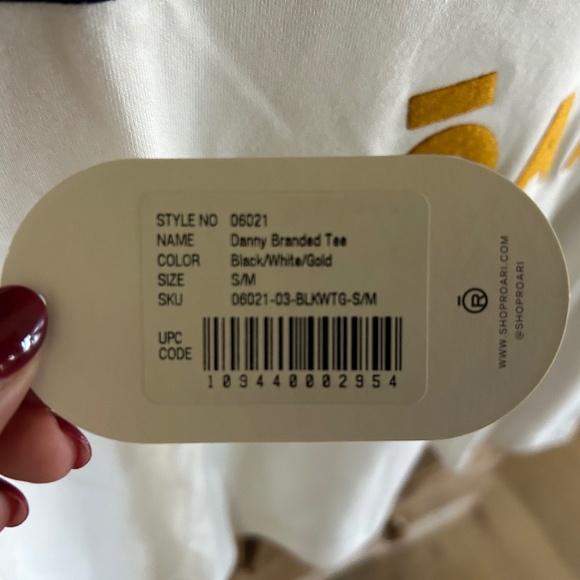 STYLE NO 06021
NAME Danny Branded Tee
COLOR Black/White/Gold
SIZE S/M
SKU 06021-03-BLKWTG-S/M
UPC CODE
109440002954
R
WWW.SHOPROARI.COM
@SHOPROARI